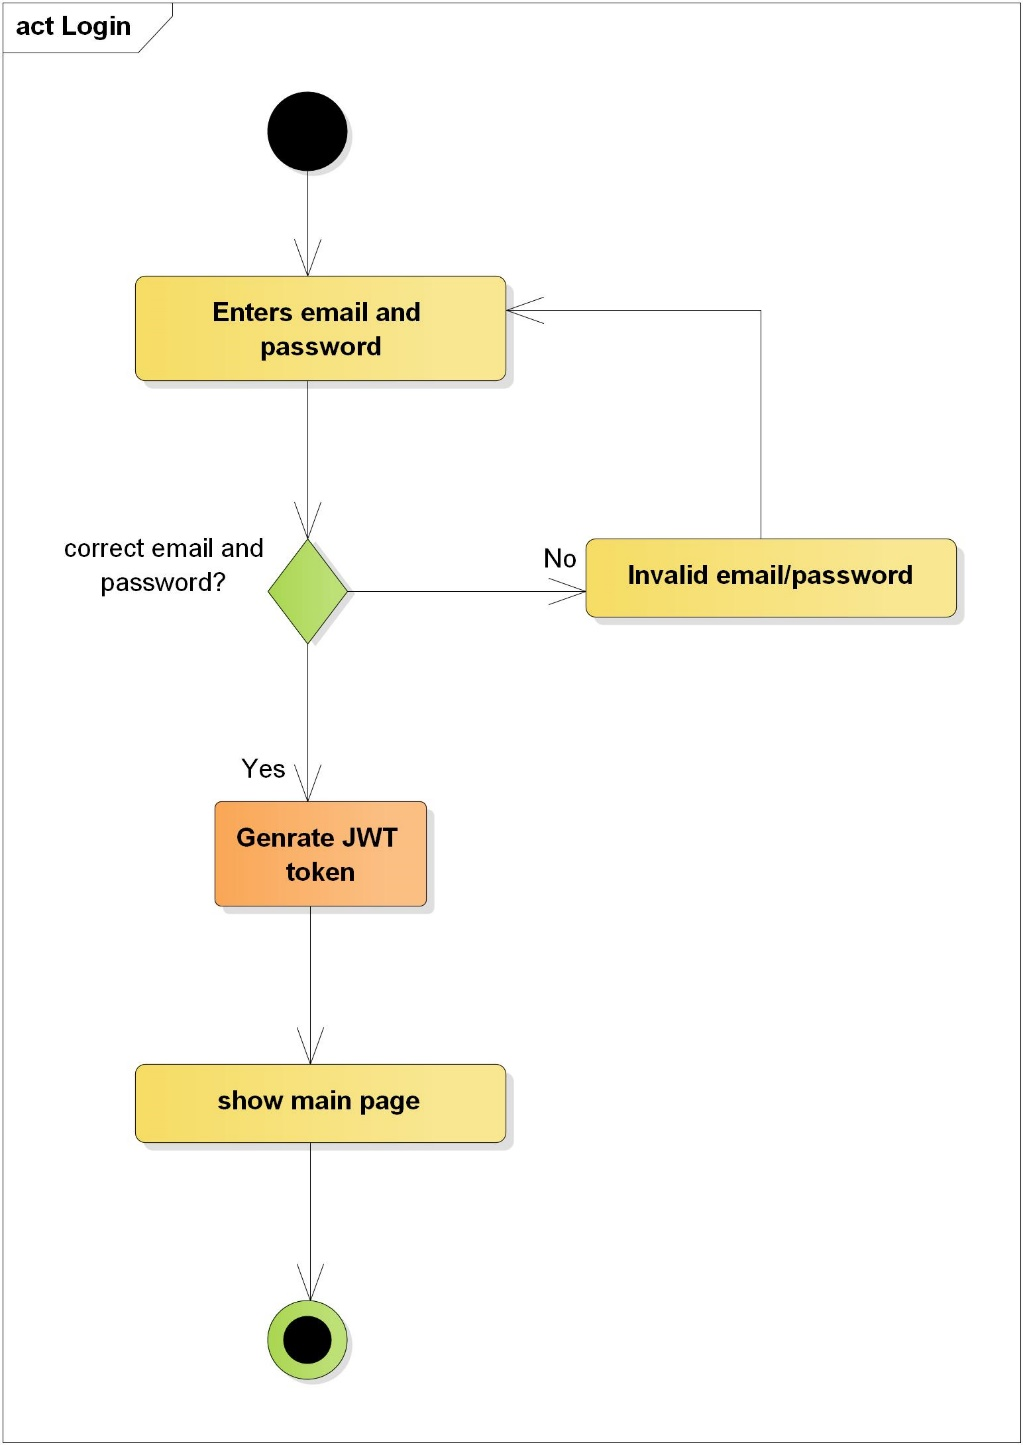 act Login
Enters email and
password
correct email and
password?
No
Invalid email/password
Yes
Genrate JWT
token
show main page